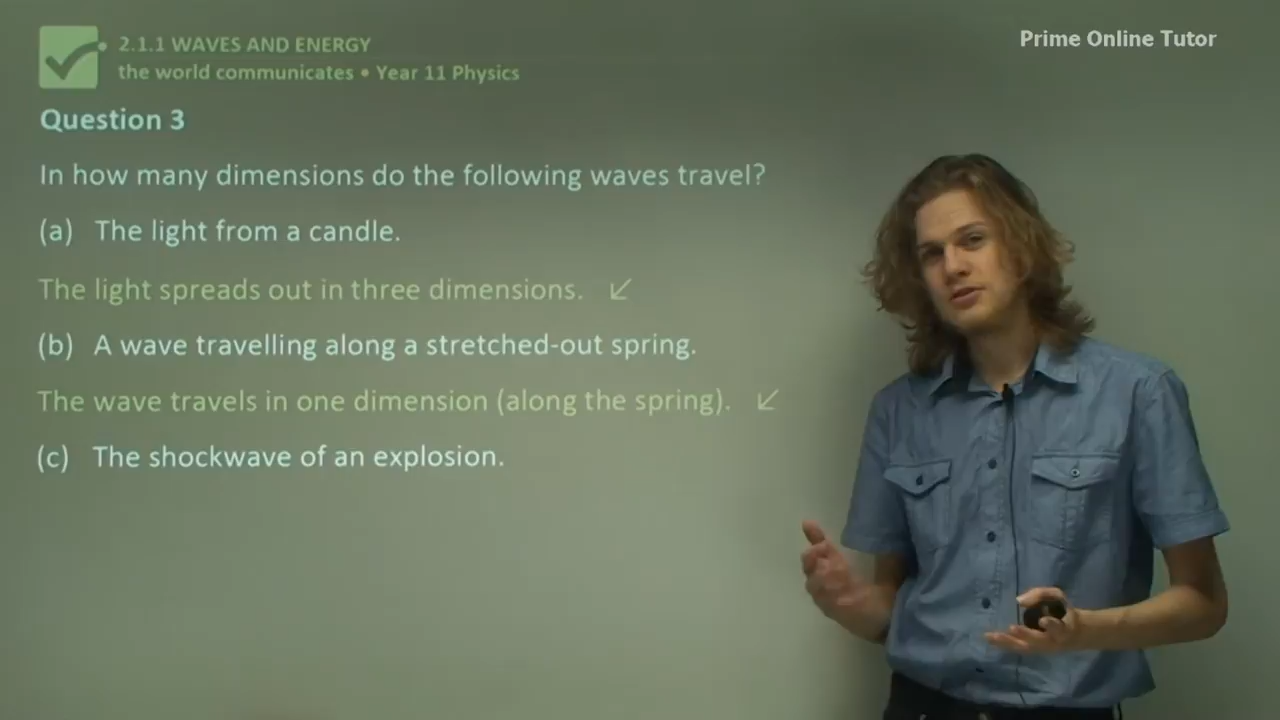 2.1.1 WAVES AND ENERGY
the world communicates • Year 11 Physics
Prime Online Tutor
Question 3
In how many dimensions do the following waves travel?
(a) The light from a candle.
The light spreads out in three dimensions.
(b) A wave travelling along a stretched-out spring.
The wave travels in one dimension (along the spring).
(c) The shockwave of an explosion.